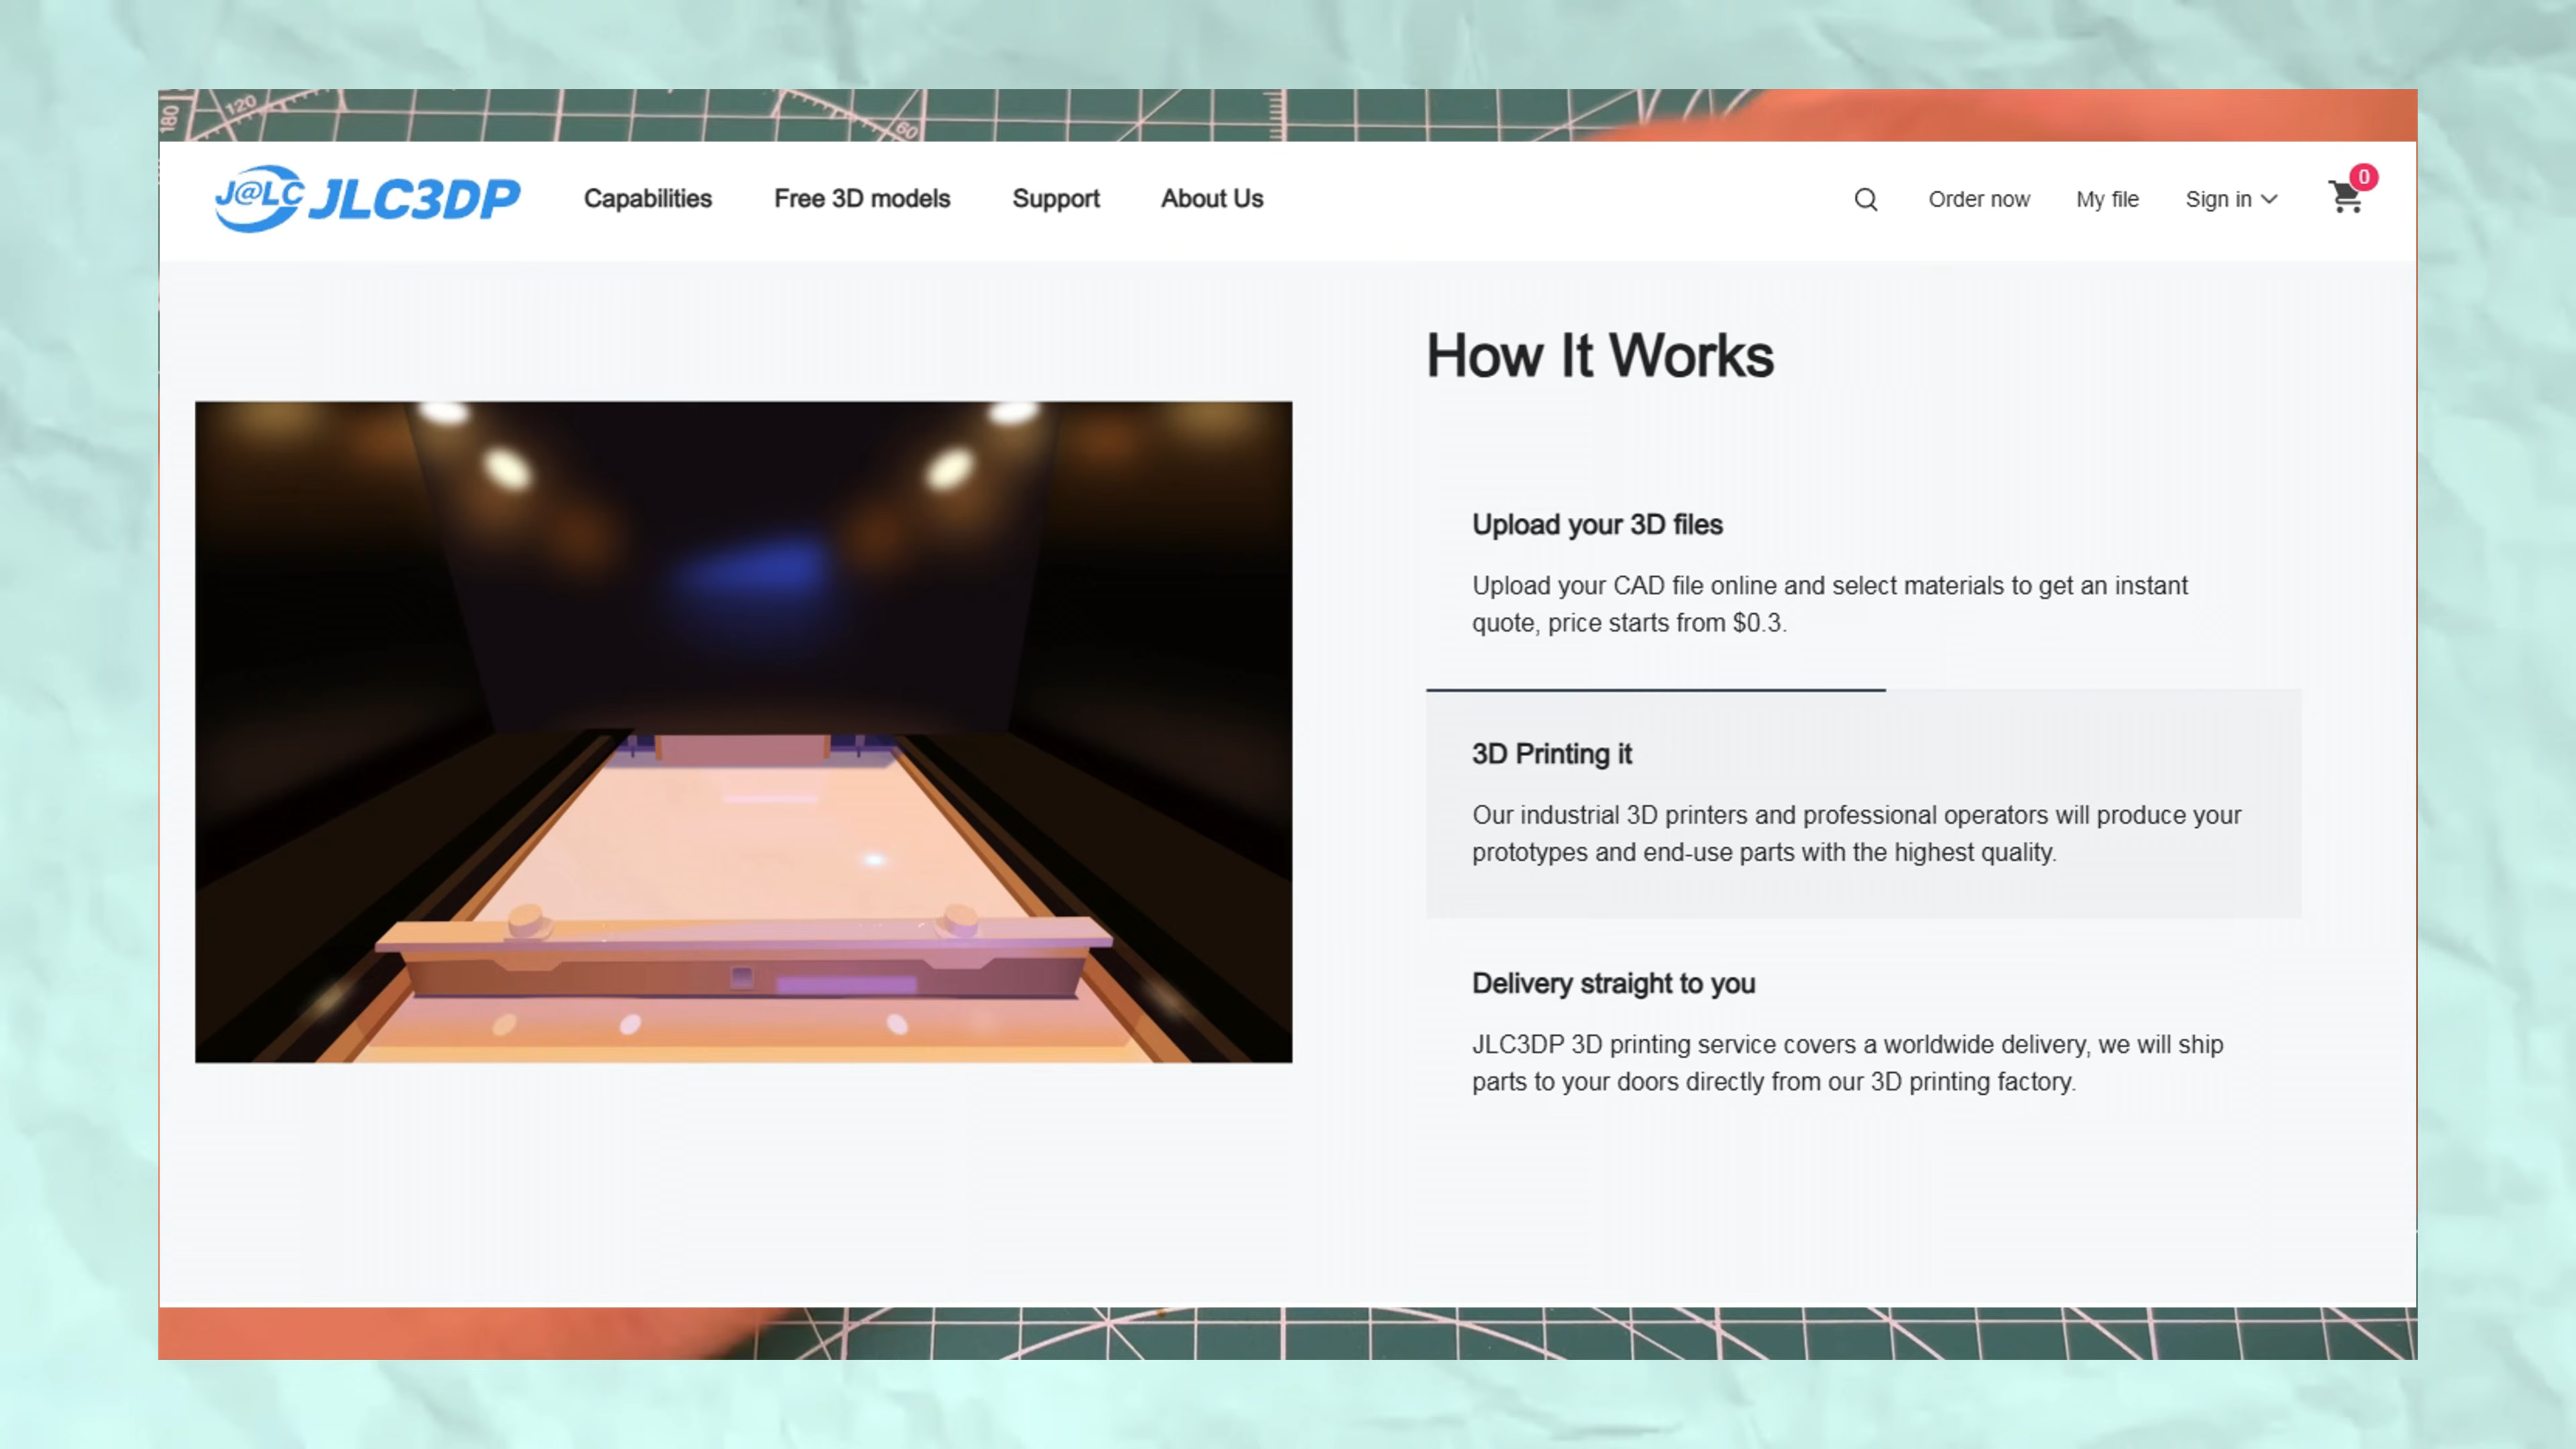 180
120
60
J@LC JLC3DP
Capabilities
Free 3D models
Support
About Us
Order now
My file
Sign in
0
How It Works
Upload your 3D files
Upload your CAD file online and select materials to get an instant
quote, price starts from $0.3.
3D Printing it
Our industrial 3D printers and professional operators will produce your
prototypes and end-use parts with the highest quality.
Delivery straight to you
JLC3DP 3D printing service covers a worldwide delivery, we will ship
parts to your doors directly from our 3D printing factory.